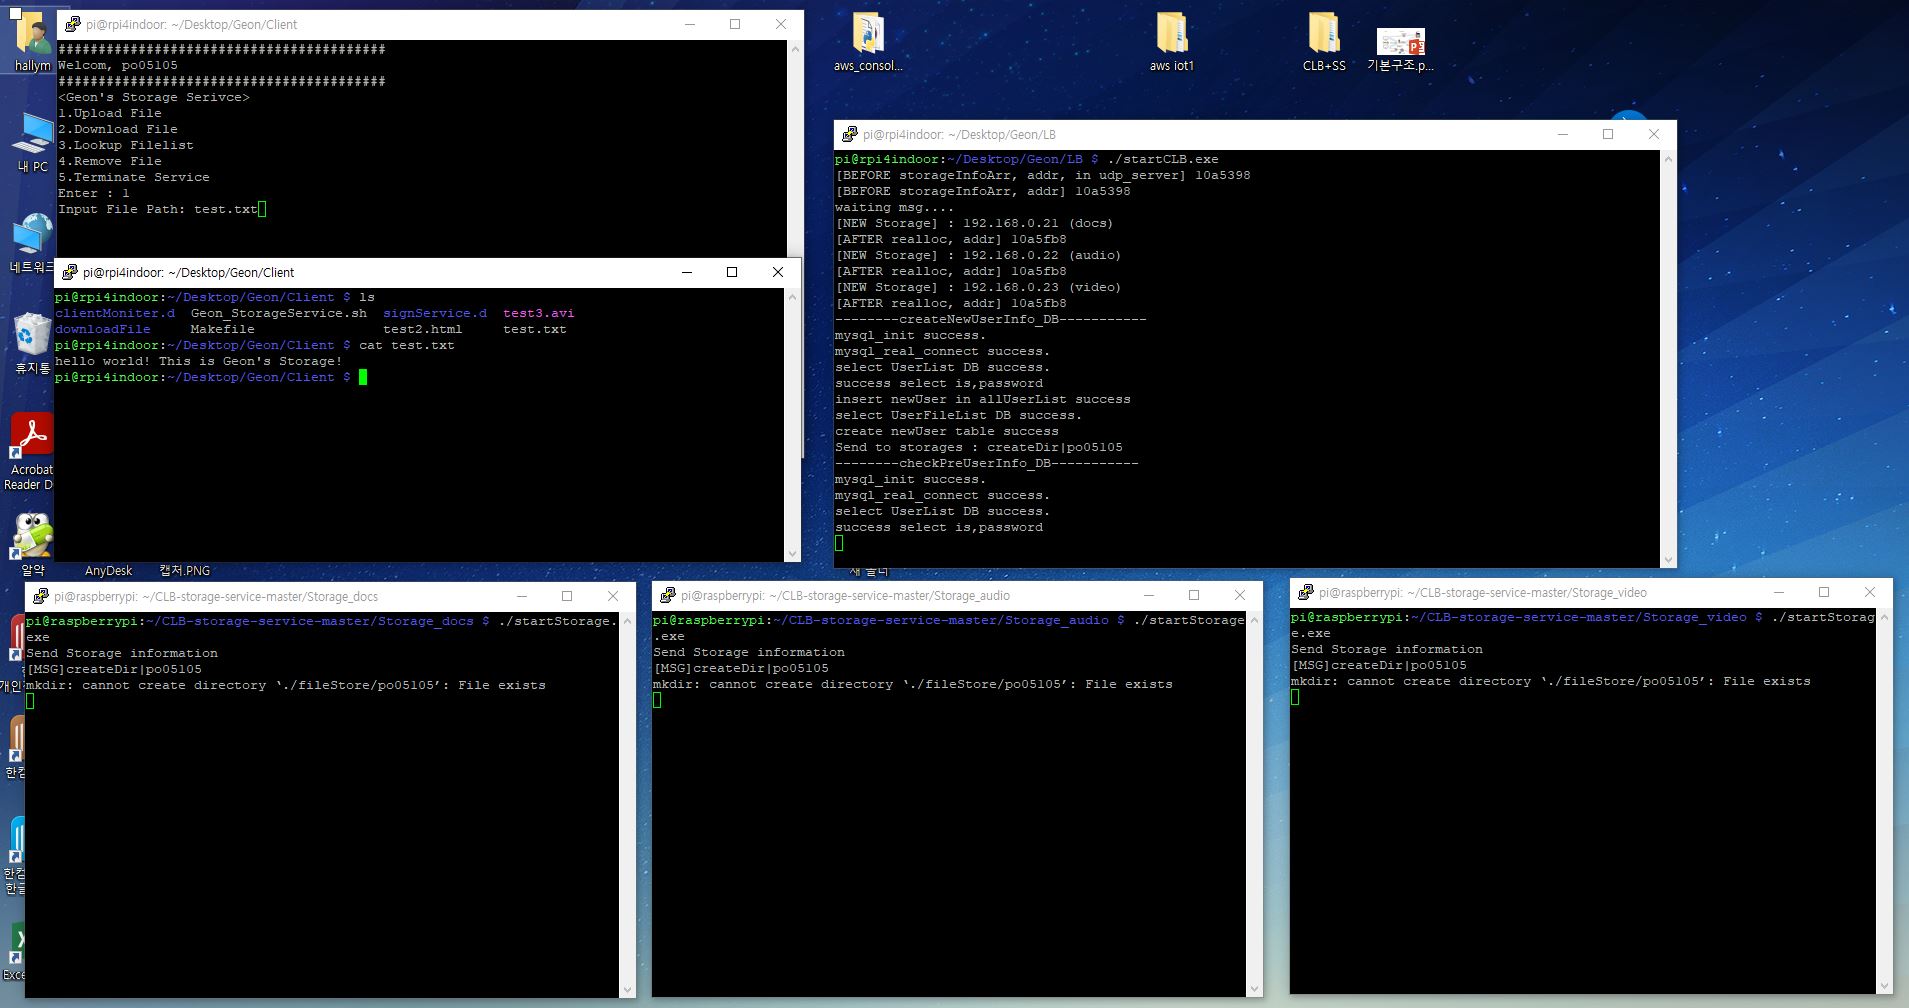 hallym
내 PC
네트워크
휴지통
Acrobat
Reader D
알약
AnyDesk
캡처.PNG
aws_consol...
aws iot1
CLB+SS
기본구조.p...
pi@rpi4indoor: ~/Desktop/Geon/Client
#########################################
Welcom, po05105
#########################################
<Geon's Storage Serivce>
1.Upload File
2.Download File
3.Lookup Filelist
4.Remove File
5.Terminate Service
Enter : 1
Input File Path: test.txt
pi@rpi4indoor: ~/Desktop/Geon/Client
pi@rpi4indoor:~/Desktop/Geon/Client $ ls
clientMoniter.d Geon_StorageService.sh signService.d test3.avi
downloadFile Makefile test2.html test.txt
pi@rpi4indoor:~/Desktop/Geon/Client $ cat test.txt
hello world! This is Geon's Storage!
pi@rpi4indoor:~/Desktop/Geon/Client $
pi@rpi4indoor: ~/Desktop/Geon/LB
pi@rpi4indoor:~/Desktop/Geon/LB $ ./startCLB.exe
[BEFORE storageInfoArr, addr, in udp_server] 10a5398
[BEFORE storageInfoArr, addr] 10a5398
waiting msg....
[NEW Storage] : 192.168.0.21 (docs)
[AFTER realloc, addr] 10a5fb8
[NEW Storage] : 192.168.0.22 (audio)
[AFTER realloc, addr] 10a5fb8
[NEW Storage] : 192.168.0.23 (video)
[AFTER realloc, addr] 10a5fb8
--------createNewUserInfo_DB-----------
mysql_init success.
mysql_real_connect success.
select UserList DB success.
success select is,password
insert newUser in allUserList success
select UserFileList DB success.
create newUser table success
Send to storages : createDir|po05105
--------checkPreUserInfo_DB-----------
mysql_init success.
mysql_real_connect success.
select UserList DB success.
success select is,password
새 폴더
pi@raspberrypi: ~/CLB-storage-service-master/Storage_docs
pi@raspberrypi:~/CLB-storage-service-master/Storage_docs $ ./startStorage.
exe
Send Storage information
[MSG]createDir|po05105
mkdir: cannot create directory ‘./fileStore/po05105’: File exists
pi@raspberrypi: ~/CLB-storage-service-master/Storage_audio
pi@raspberrypi:~/CLB-storage-service-master/Storage_audio $ ./startStorage
.exe
Send Storage information
[MSG]createDir|po05105
mkdir: cannot create directory ‘./fileStore/po05105’: File exists
pi@raspberrypi: ~/CLB-storage-service-master/Storage_video
pi@raspberrypi:~/CLB-storage-service-master/Storage_video $ ./startStorag
e.exe
Send Storage information
[MSG]createDir|po05105
mkdir: cannot create directory ‘./fileStore/po05105’: File exists
개인
한컴
한컴
한글
Exce